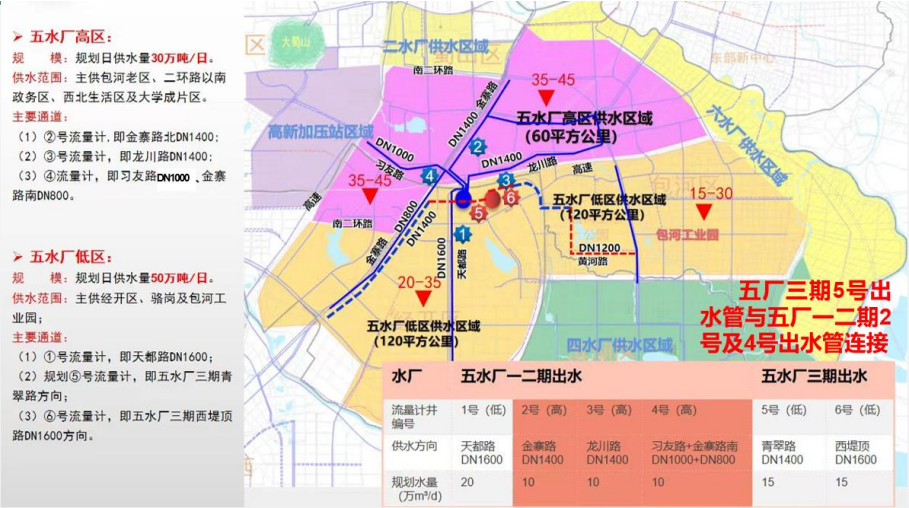 五水厂高区：
规　模：规划日供水量30万吨/日。
供水范围：主供包河老区、二环路以南
政务区、西北生活区及大学成片区。
主要通道：
（1）②号流量计，即金寨路北DN1400；
（2）③号流量计，即龙川路DN1400；
（3）④流量计，即习友路DN1000 、金寨
路南DN800。
五水厂低区：
规　模：规划日供水量50万吨/日。
供水范围：主供经开区、骆岗及包河工
业园；
主要通道：
（1）①号流量计，即天都路DN1600；
（2）规划⑤号流量计，即五水厂三期青
翠路方向；
（3）⑥号流量计，即五水厂三期西堤顶
路DN1600方向。
区
大蜀山
二水厂供水区域
蜀山区
南二环路
东部新中心
35-45
金寨路
DN1400
五水厂高区供水区域
（60平方公里）
六水厂供水区域
高新加压站区域
DN1000
习友路
2
DN1400
龙川路
高速
4
3
35-45
6
5
高速
五水厂低区供水区域
（120平方公里）
包河区
15-30
包河工业园
南二环路
DN800
DN1400
金寨路
1
DN1600
天都路
DN1200
黄河路
20-35
经开区
五水厂低区供水区域
（120平方公里）
四水厂供水区域
五厂三期5号出
水管与五厂一二期2
号及4号出水管连接
水厂 五水厂一二期出水 五水厂三期出水
流量计井编号 1号（低） 2号（高） 3号（高） 4号（高） 5号（低） 6号（低）
供水方向 天都路DN1600 金寨路DN1400 龙川路DN1400 习友路+金寨路南DN1000+DN800 青翠路DN1400 西堤顶DN1600
规划水量（万m³/d） 20 10 10 10 15 15